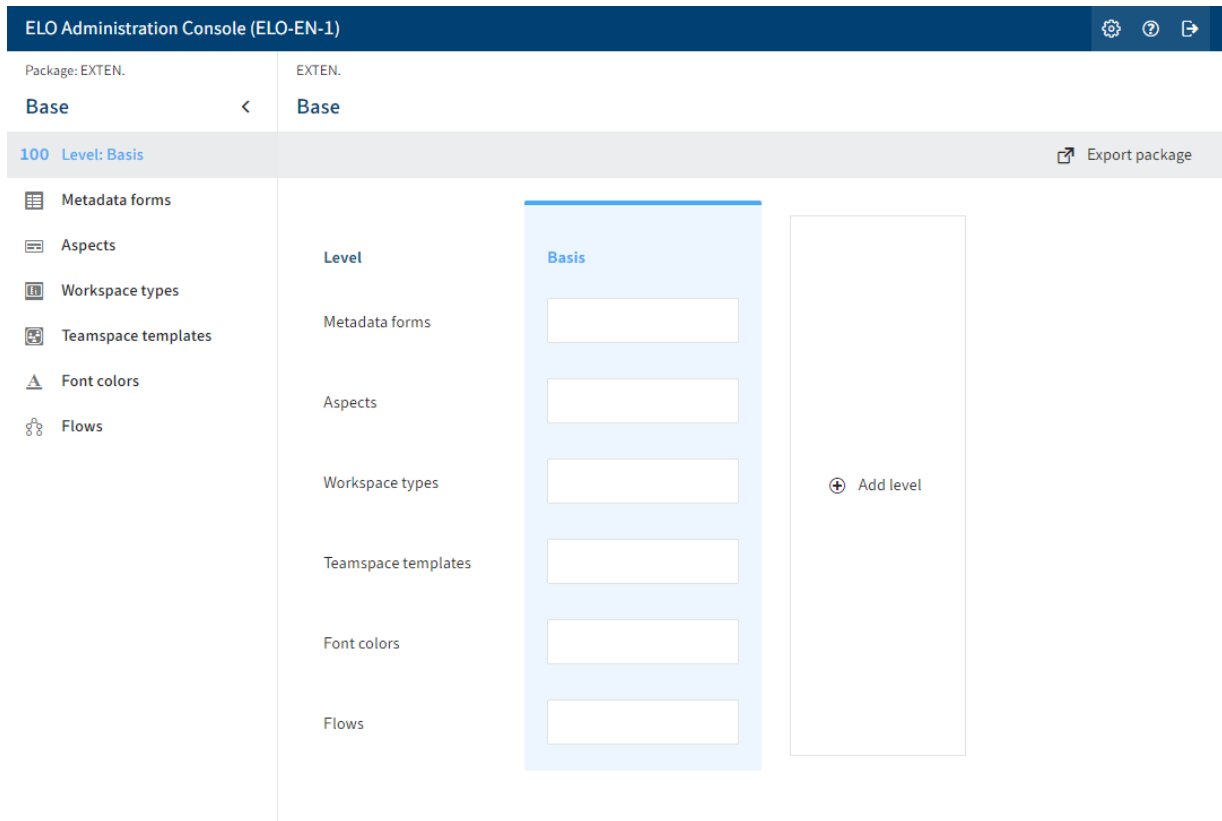 ELO Administration Console (ELO-EN-1)
Package: EXTEN.
Base
100 Level: Basis
Metadata forms
Aspects
Workspace types
Teamspace templates
Font colors
Flows
EXTEN.
Base
Export package
Level Basis
Metadata forms
Aspects
Workspace types
Teamspace templates
Font colors
Flows
Add level